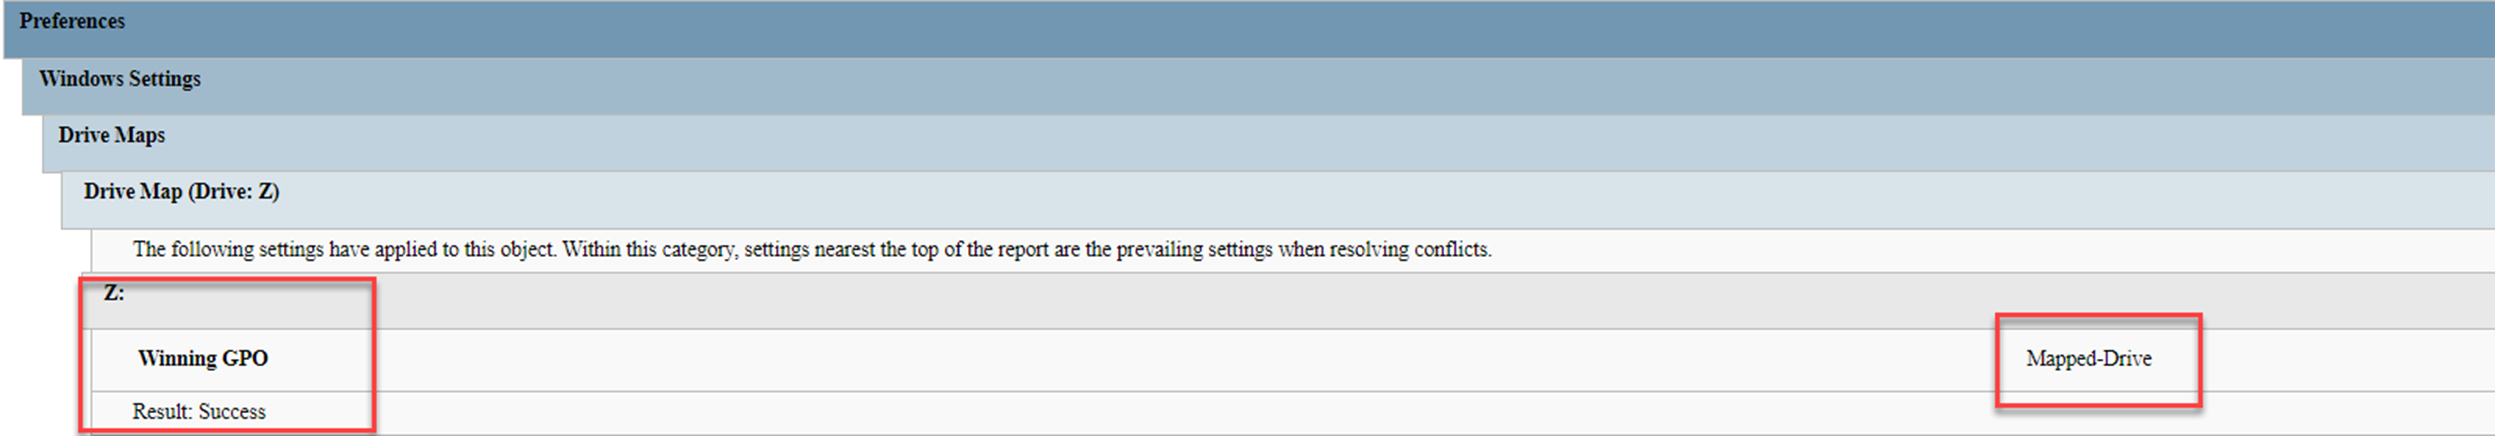 Preferences
Windows Settings
Drive Maps
Drive Map (Drive: Z)
The following settings have applied to this object. Within this category, settings nearest the top of the report are the prevailing settings when resolving conflicts.
Z:
Winning GPO Mapped-Drive
Result: Success